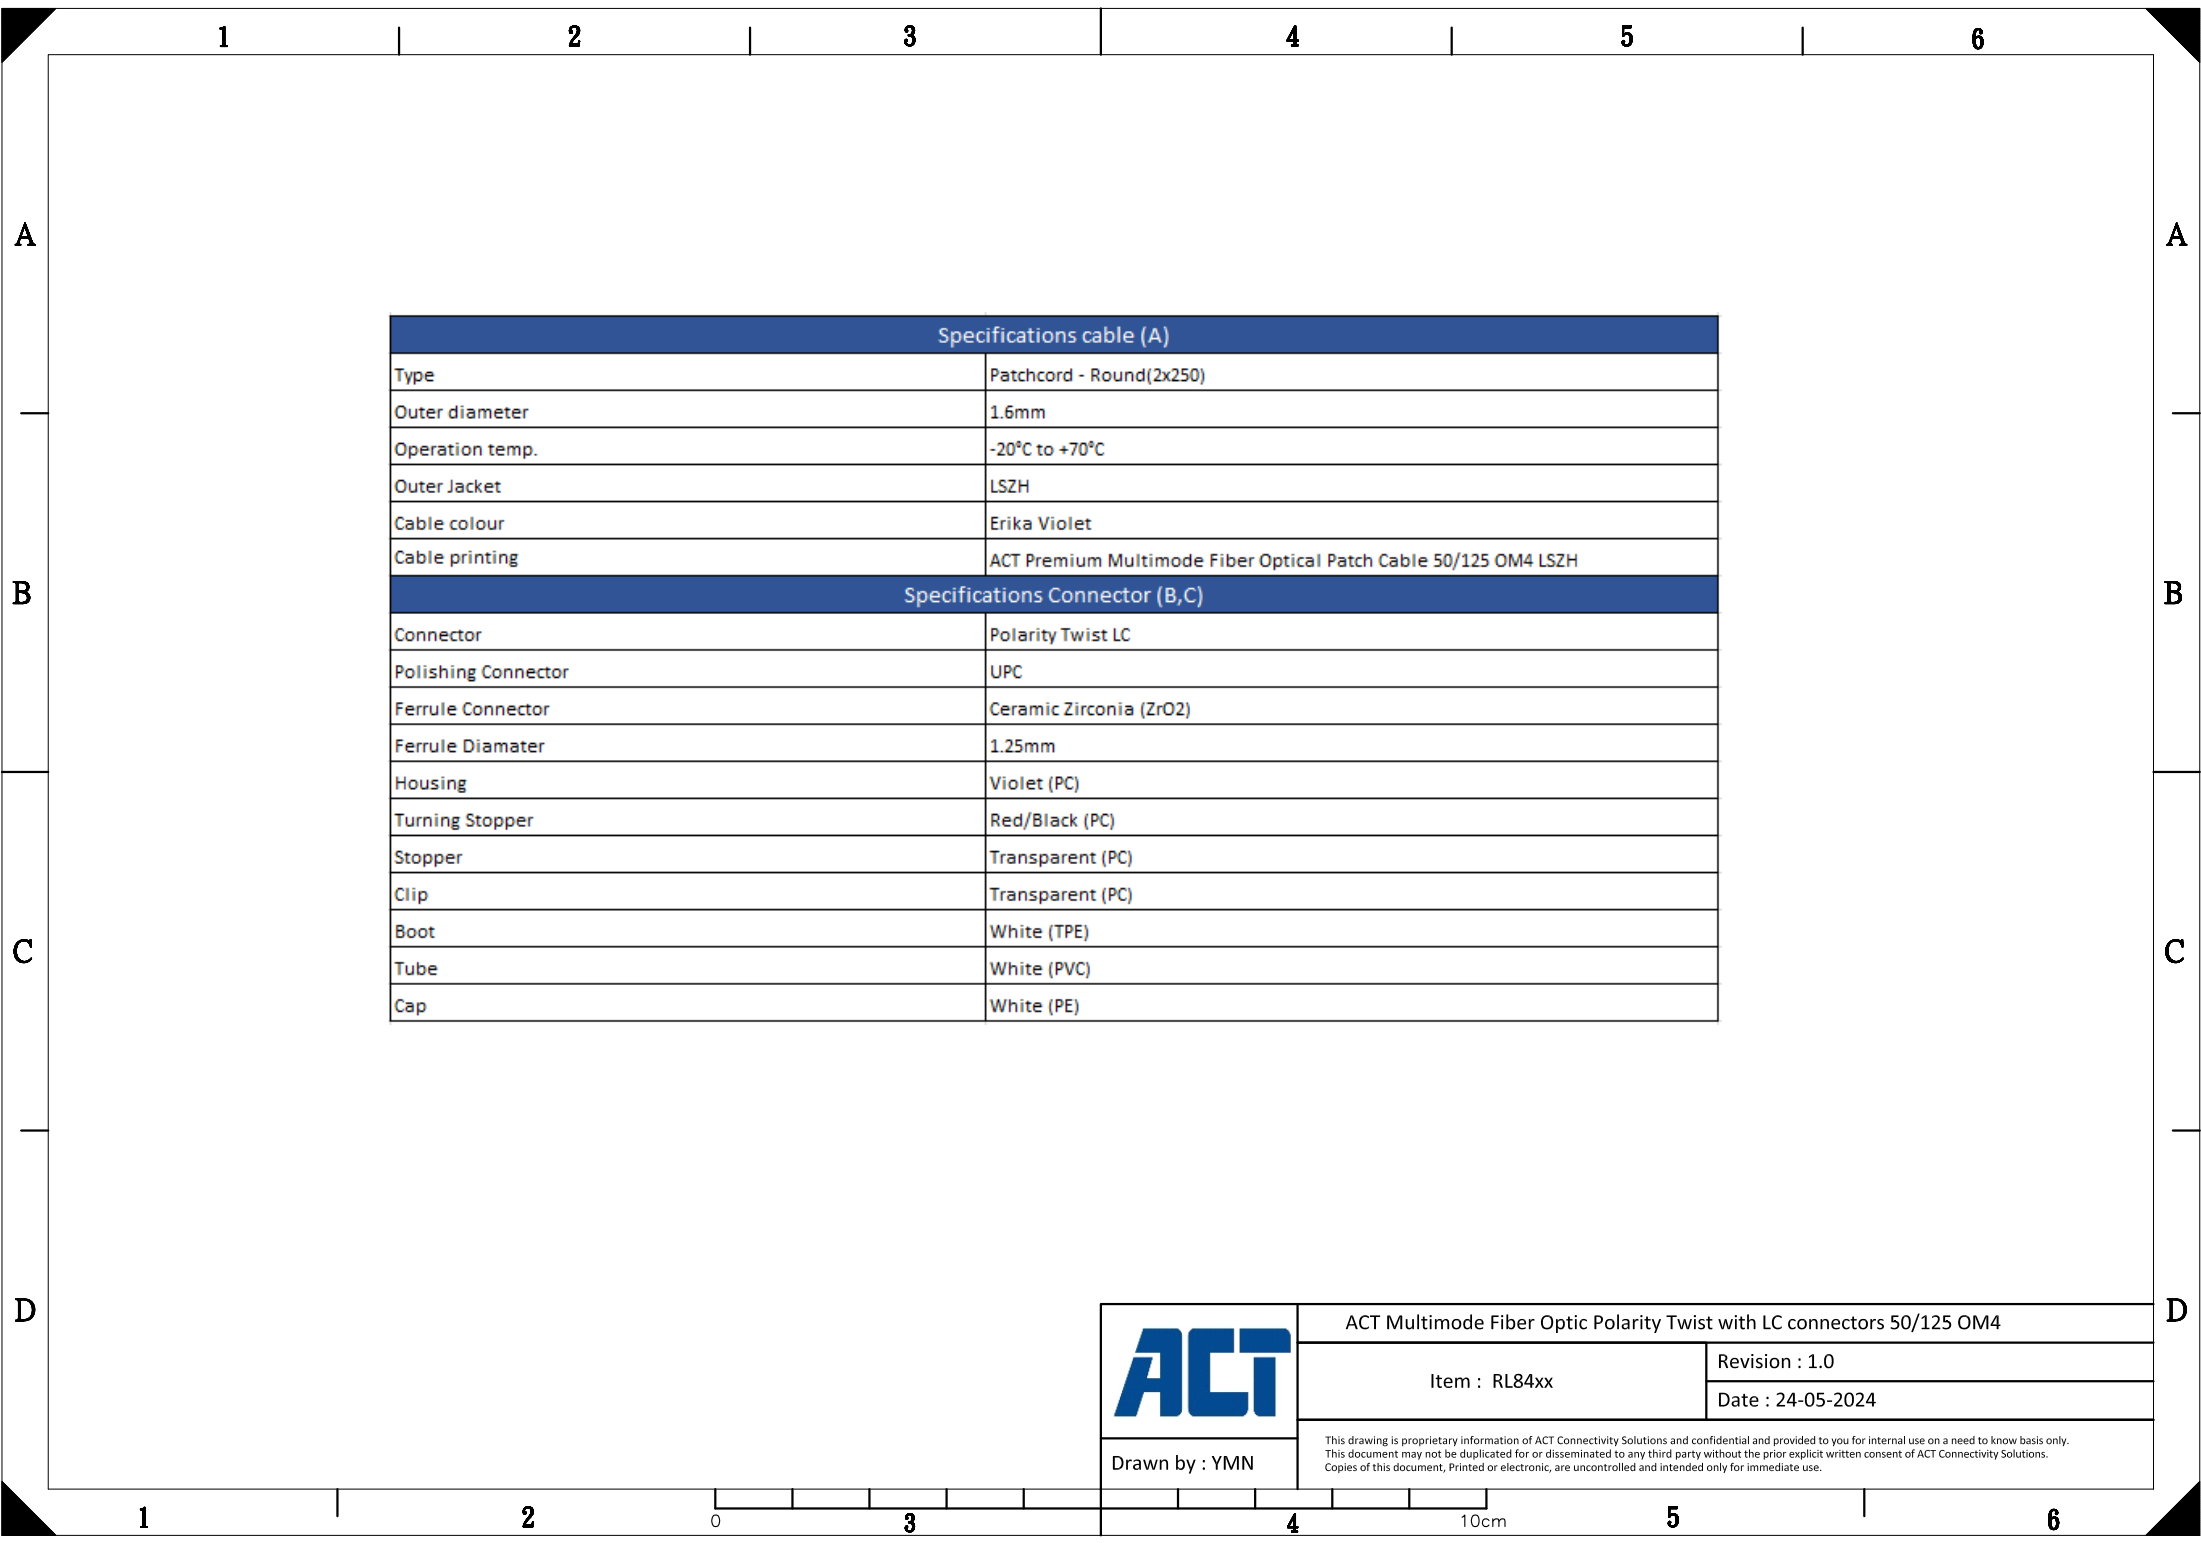 1 2 3 4 5 6
A A
Specifications cable (A)
Type Patchcord - Round(2x250)
Outer diameter 1.6mm
Operation temp. -20°C to +70°C
Outer Jacket LSZH
Cable colour Erika Violet
Cable printing ACT Premium Multimode Fiber Optical Patch Cable 50/125 OM4 LSZH
B B
Specifications Connector (B,C)
Connector Polarity Twist LC
Polishing Connector UPC
Ferrule Connector Ceramic Zirconia (ZrO2)
Ferrule Diamater 1.25mm
Housing Violet (PC)
Turning Stopper Red/Black (PC)
Stopper Transparent (PC)
Clip Transparent (PC)
Boot White (TPE)
C C
Tube White (PVC)
Cap White (PE)
D D
ACT
ACT Multimode Fiber Optic Polarity Twist with LC connectors 50/125 OM4
Item : RL84xx
Revision : 1.0
Date : 24-05-2024
Drawn by : YMN
This drawing is proprietary information of ACT Connectivity Solutions and confidential and provided to you for internal use on a need to know basis only.
This document may not be duplicated for or disseminated to any third party without the prior explicit written consent of ACT Connectivity Solutions.
Copies of this document, Printed or electronic, are uncontrolled and intended only for immediate use.
0 10cm
1 2 3 4 5 6